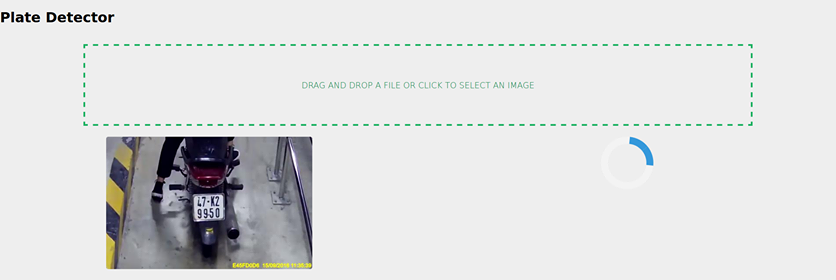 Plate Detector
DRAG AND DROP A FILE OR CLICK TO SELECT AN IMAGE
47-K2
9950